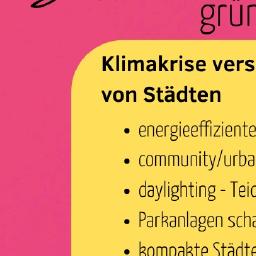 grün
Klimakrise vers
von Städten
• energieeffiziente
• community/urba
• daylighting - Teic
• Parkanlagen scha
• kompakte Städte